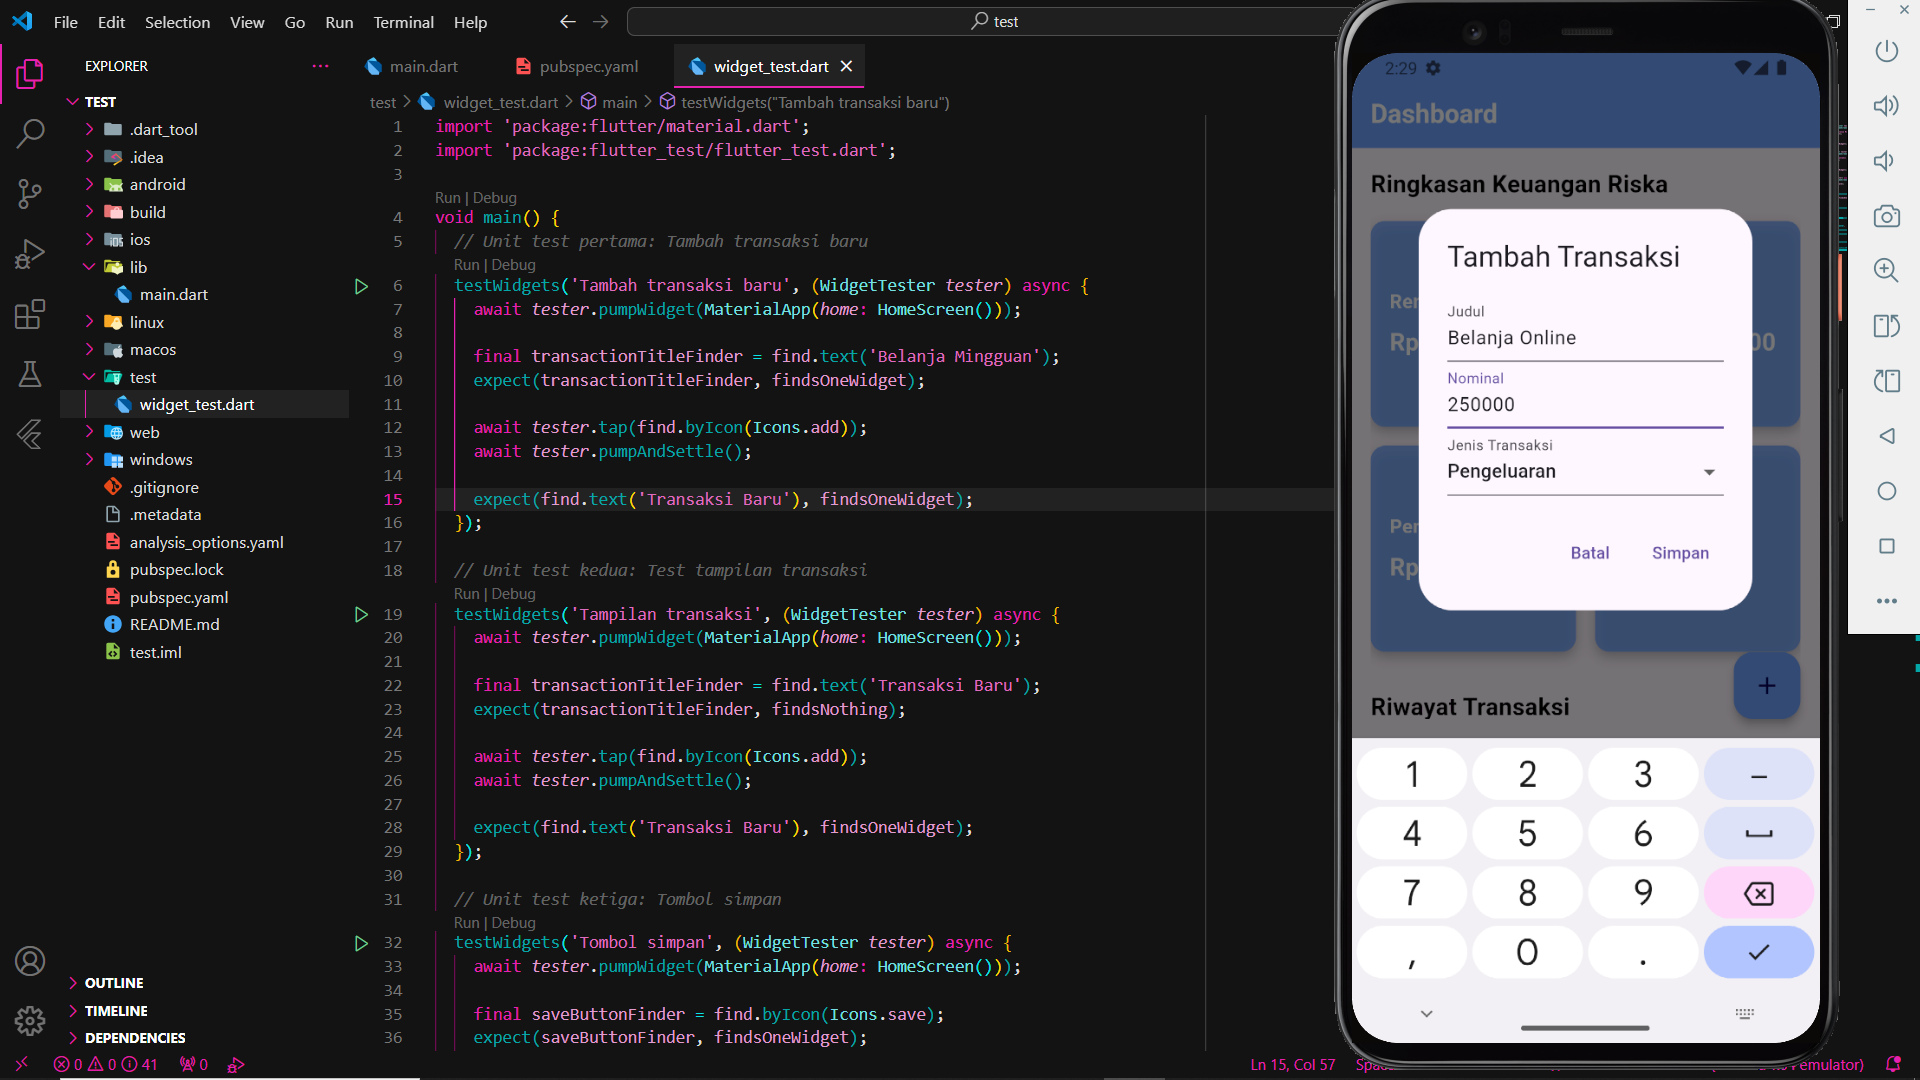 File Edit Selection View Go Run Terminal Help
test
EXPLORER
TEST
.dart_tool
.idea
android
build
ios
lib
main.dart
linux
macos
test
widget_test.dart
web
windows
.gitignore
.metadata
analysis_options.yaml
pubspec.lock
pubspec.yaml
README.md
test.iml
OUTLINE
TIMELINE
DEPENDENCIES
main.dart
pubspec.yaml
widget_test.dart
test > widget_test.dart > main > testWidgets("Tambah transaksi baru")
1 import 'package:flutter/material.dart';
2 import 'package:flutter_test/flutter_test.dart';
3
Run | Debug
4 void main() {
5 // Unit test pertama: Tambah transaksi baru
Run | Debug
6 testWidgets('Tambah transaksi baru', (WidgetTester tester) async {
7 await tester.pumpWidget(MaterialApp(home: HomeScreen()));
8
9 final transactionTitleFinder = find.text('Belanja Mingguan');
10 expect(transactionTitleFinder, findsOneWidget);
11
12 await tester.tap(find.byIcon(Icons.add));
13 await tester.pumpAndSettle();
14
15 expect(find.text('Transaksi Baru'), findsOneWidget);
16 });
17
18 // Unit test kedua: Test tampilan transaksi
Run | Debug
19 testWidgets('Tampilan transaksi', (WidgetTester tester) async {
20 await tester.pumpWidget(MaterialApp(home: HomeScreen()));
21
22 final transactionTitleFinder = find.text('Transaksi Baru');
23 expect(transactionTitleFinder, findsNothing);
24
25 await tester.tap(find.byIcon(Icons.add));
26 await tester.pumpAndSettle();
27
28 expect(find.text('Transaksi Baru'), findsOneWidget);
29 });
30
31 // Unit test ketiga: Tombol simpan
Run | Debug
32 testWidgets('Tombol simpan', (WidgetTester tester) async {
33 await tester.pumpWidget(MaterialApp(home: HomeScreen()));
34
35 final saveButtonFinder = find.byIcon(Icons.save);
36 expect(saveButtonFinder, findsOneWidget);
0 0 41 0
Ln 15, Col 57
emulator)
2:29
Dashboard
Ringkasan Keuangan Riska
Rp
00
Rp
Tambah Transaksi
Judul
Belanja Online
Nominal
250000
Jenis Transaksi
Pengeluaran
Batal Simpan
+
Riwayat Transaksi
1 2 3 –
4 5 6
7 8 9
, 0 .